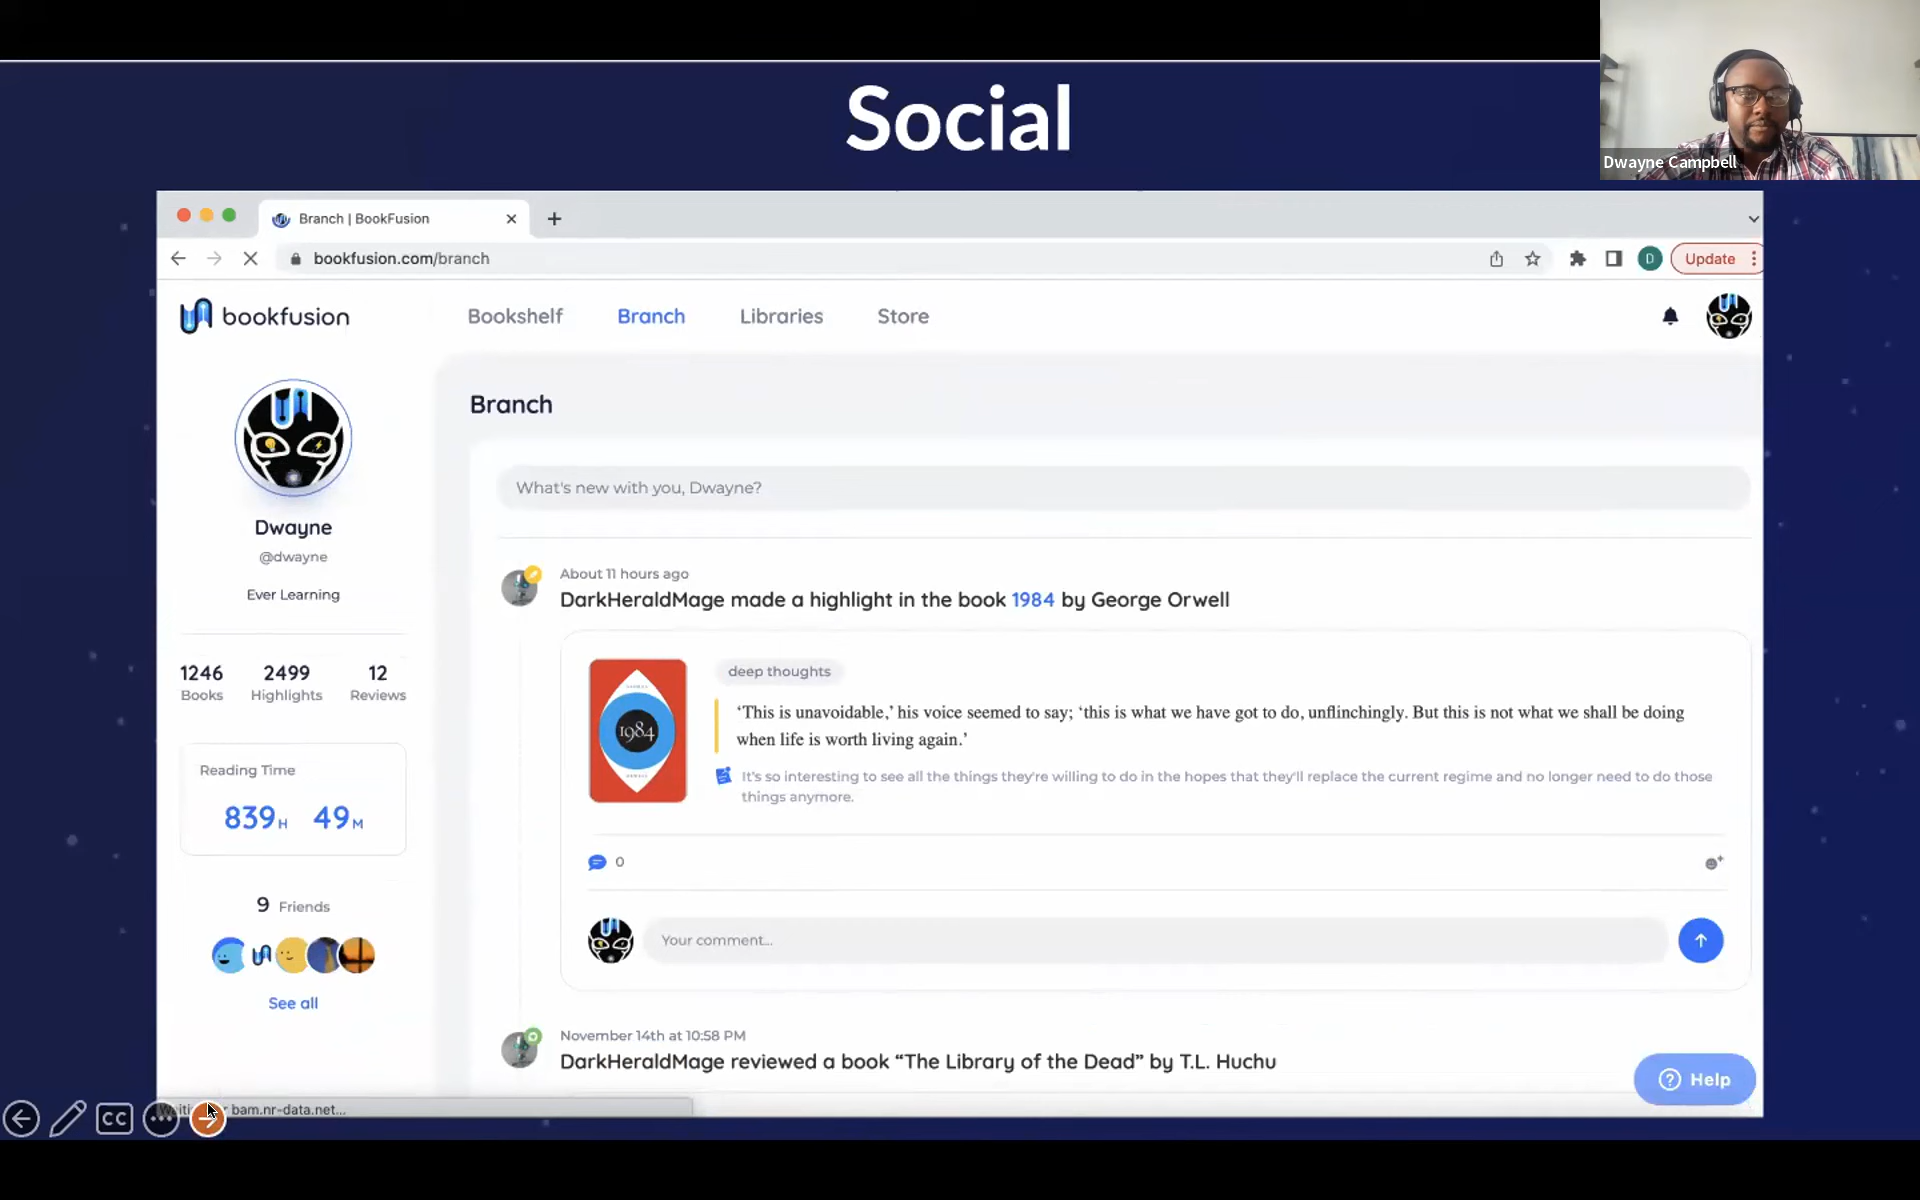 Social
Dwayne Campbell
Branch | BookFusion
bookfusion.com/branch
D
Update
bookfusion
Bookshelf
Branch
Libraries
Store
Dwayne
@dwayne
Ever Learning
1246
Books
2499
Highlights
12
Reviews
Reading Time
839H 49M
9 Friends
See all
Branch
What's new with you, Dwayne?
About 11 hours ago
DarkHeraldMage made a highlight in the book 1984 by George Orwell
1984
deep thoughts
‘This is unavoidable,’ his voice seemed to say; ‘this is what we have got to do, unflinchingly. But this is not what we shall be doing
when life is worth living again.’
It's so interesting to see all the things they're willing to do in the hopes that they'll replace the current regime and no longer need to do those
things anymore.
0
Your comment...
November 14th at 10:58 PM
DarkHeraldMage reviewed a book “The Library of the Dead” by T.L. Huchu
Help
bam.nr-data.net...
CC